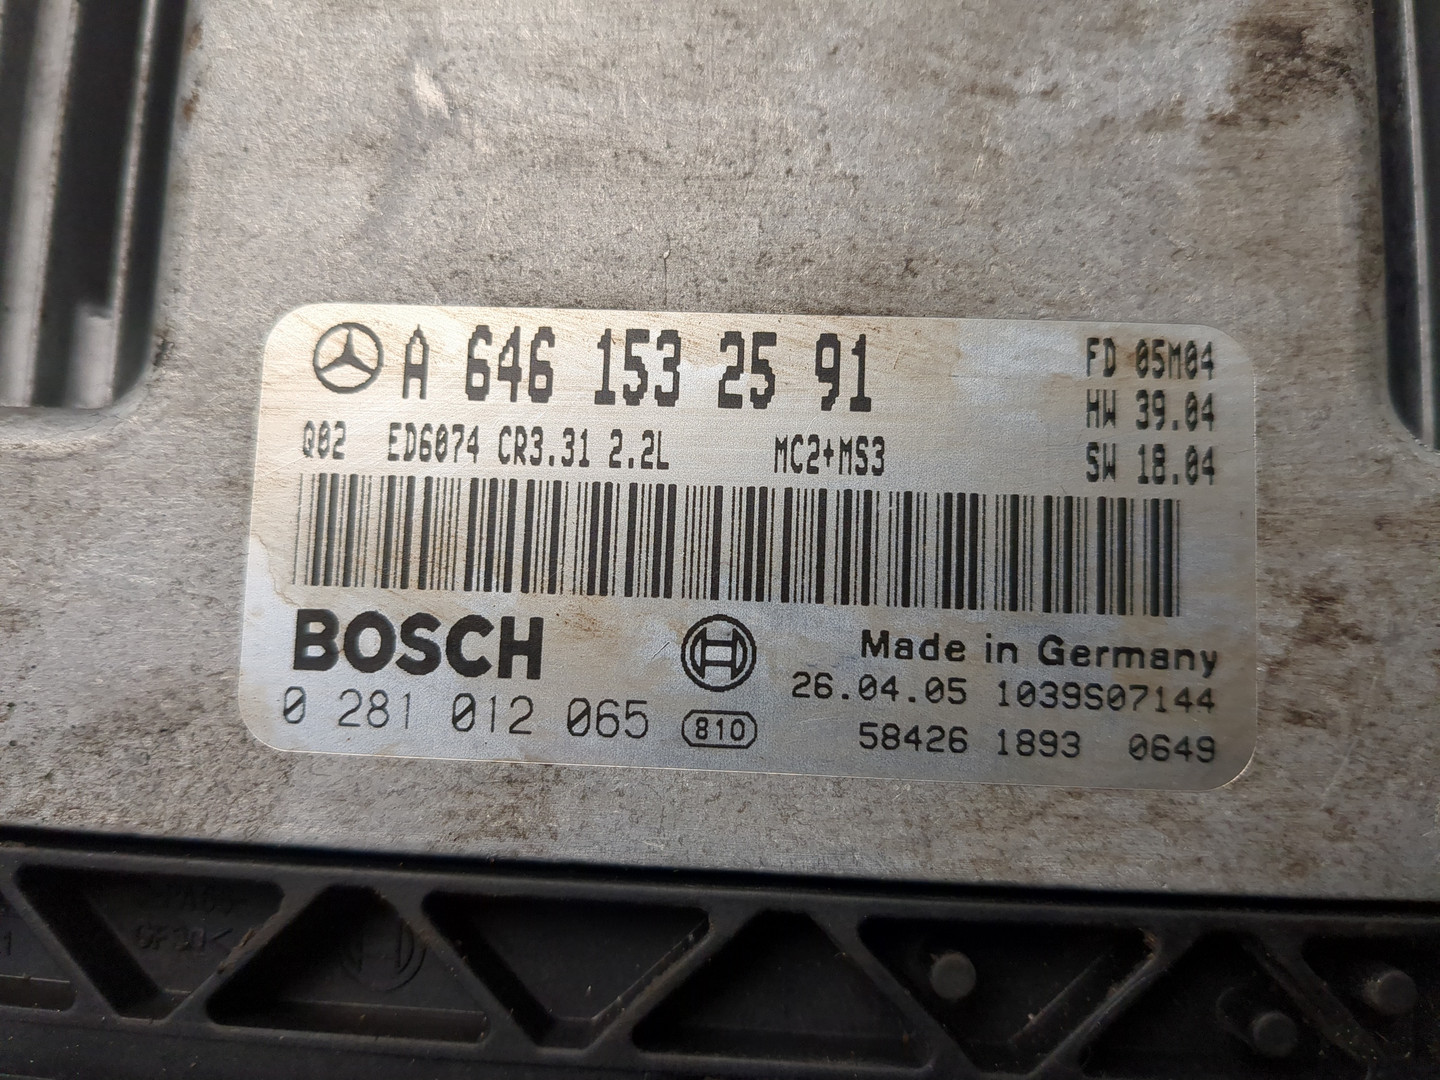 A 646 153 25 91
FD 05M04
HW 39.04
Q02 ED6074 CR3.31 2.2L MC2+MS3
SW 18.04
BOSCH
Made in Germany
26.04.05 1039S07144
0 281 012 065 810
58426 1893 0649